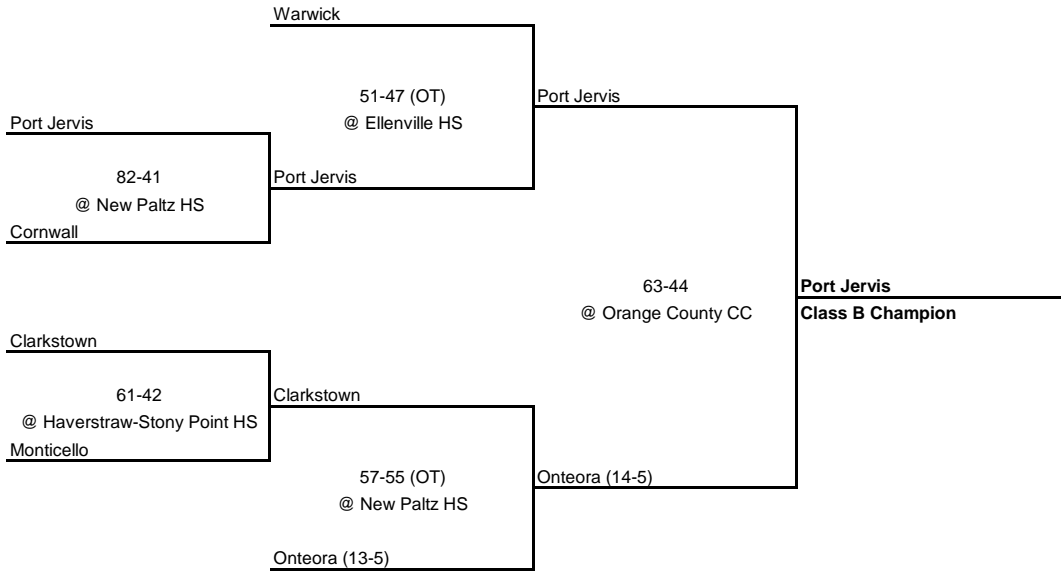 Warwick
51-47 (OT)
@ Ellenville HS
Port Jervis
Port Jervis
82-41
@ New Paltz HS
Port Jervis
Cornwall
63-44
@ Orange County CC
Port Jervis
Class B Champion
Clarkstown
61-42
@ Haverstraw-Stony Point HS
Clarkstown
Monticello
57-55 (OT)
@ New Paltz HS
Onteora (14-5)
Onteora (13-5)